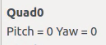 Quad0
Pitch = 0 Yaw = 0